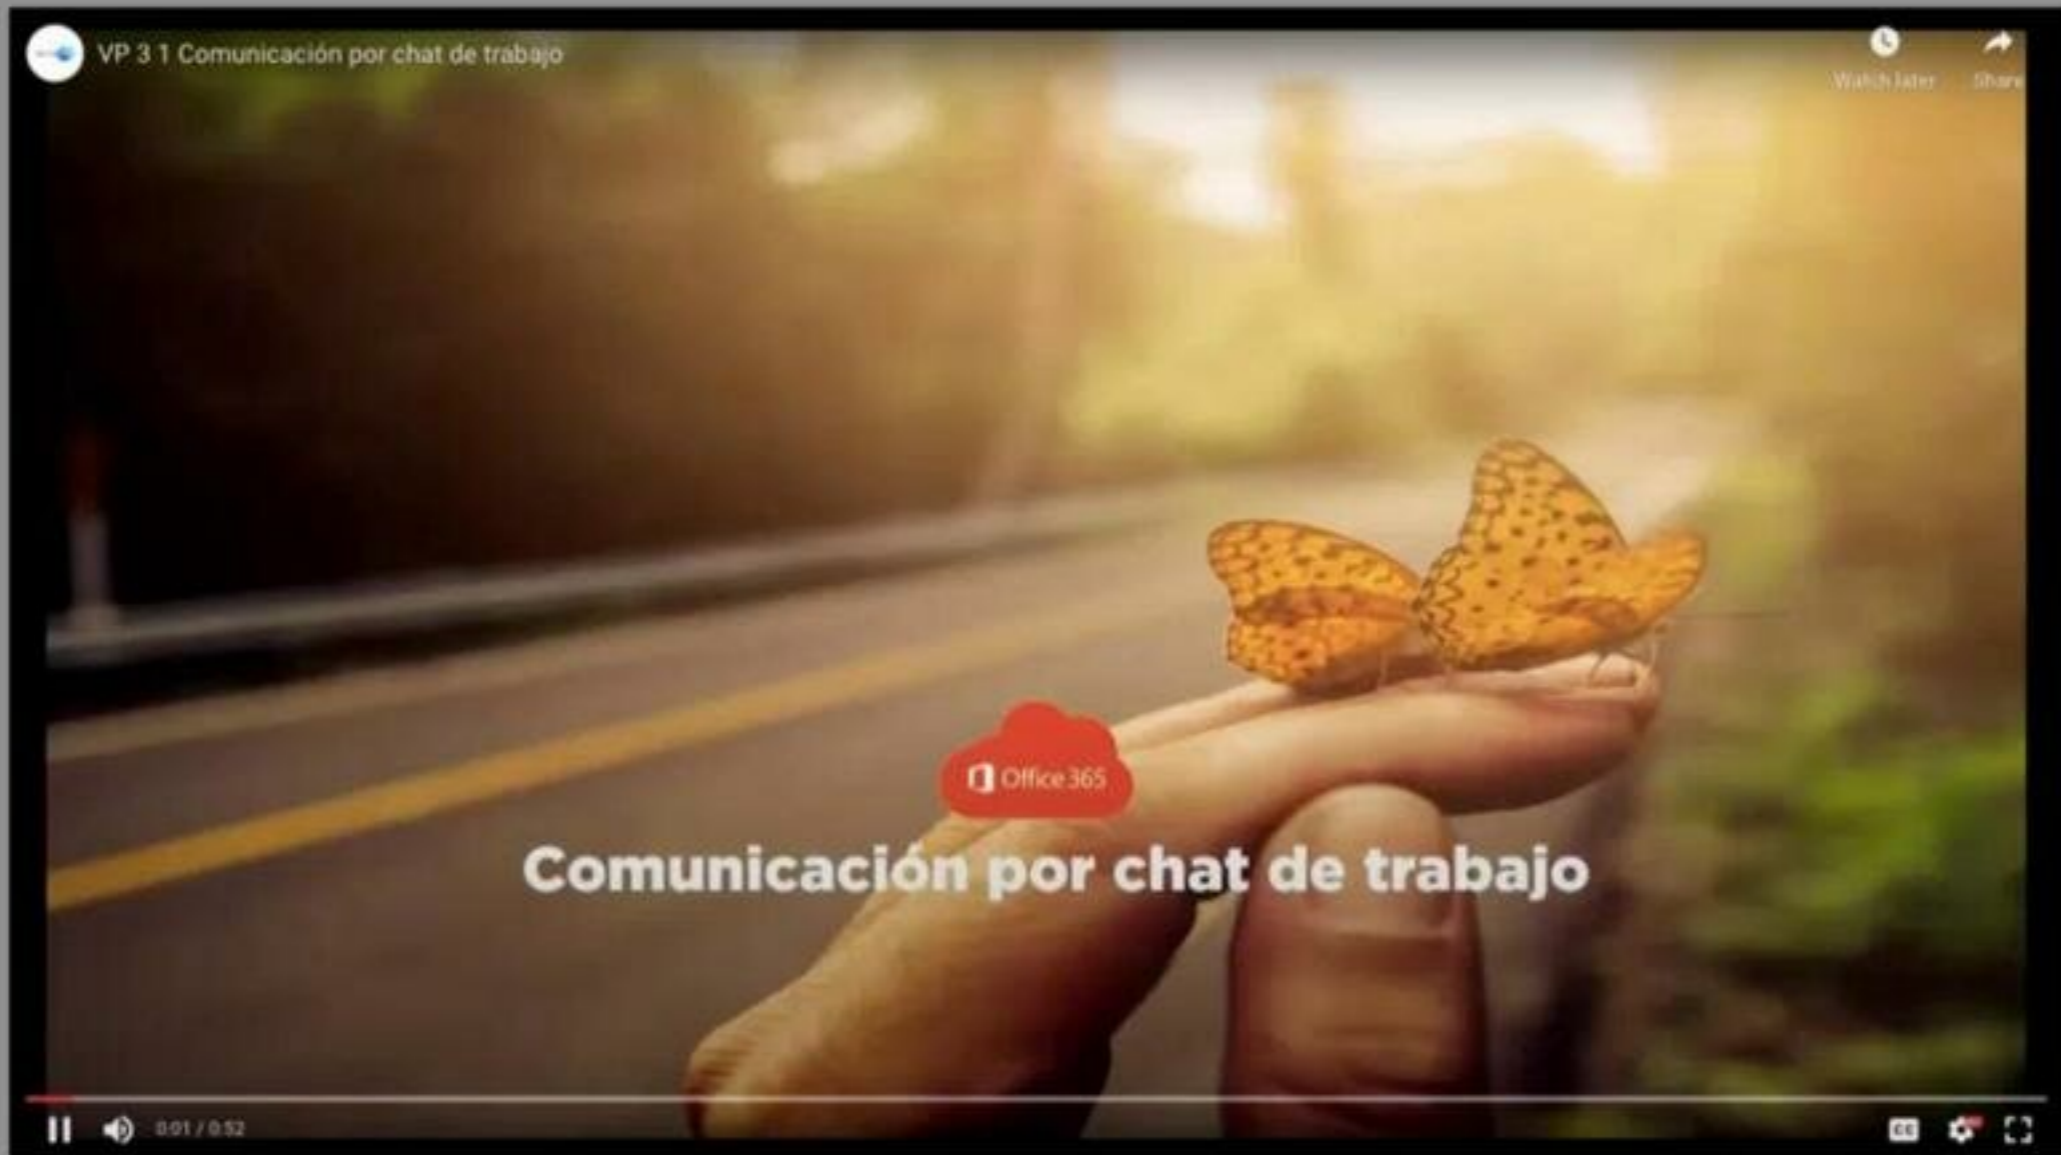 VP 3 1 Comunicación por chat de trabajo
Watch later
Share
Office 365
Comunicación por chat de trabajo
0:01 / 0:52
CC